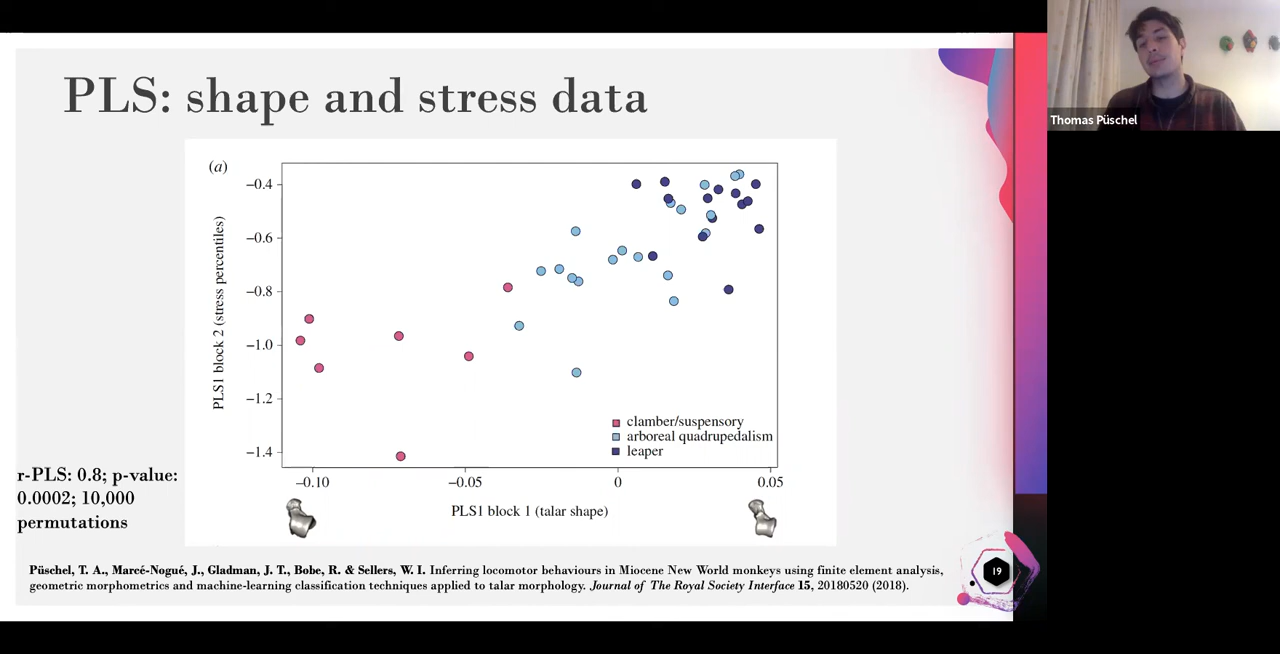 PLS: shape and stress data
Thomas Püschel
(a)
PLS1 block 2 (stress percentiles)
−0.4
−0.6
−0.8
−1.0
−1.2
−1.4
clamber/suspensory
arboreal quadrupedalism
leaper
−0.10
−0.05
0
0.05
PLS1 block 1 (talar shape)
r-PLS: 0.8; p-value:
0.0002; 10,000
permutations
Püschel, T. A., Marcé-Nogué, J., Gladman, J. T., Bobe, R. & Sellers, W. I. Inferring locomotor behaviours in Miocene New World monkeys using finite element analysis,
geometric morphometrics and machine-learning classification techniques applied to talar morphology. Journal of The Royal Society Interface 15, 20180520 (2018).
19